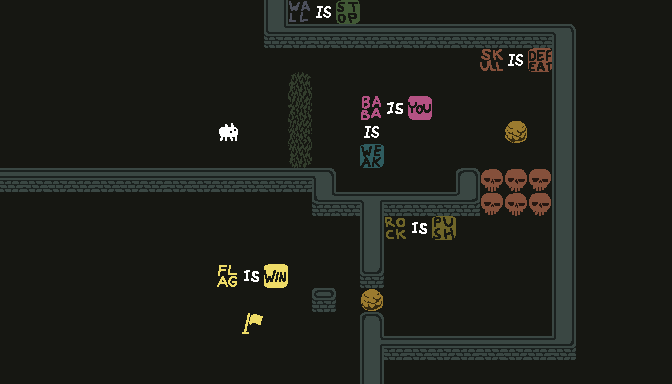 WALL IS STOP
SKULL IS DEFEAT
BABA IS YOU
IS
WEAK
ROCK IS PUSH
FLAG IS WIN